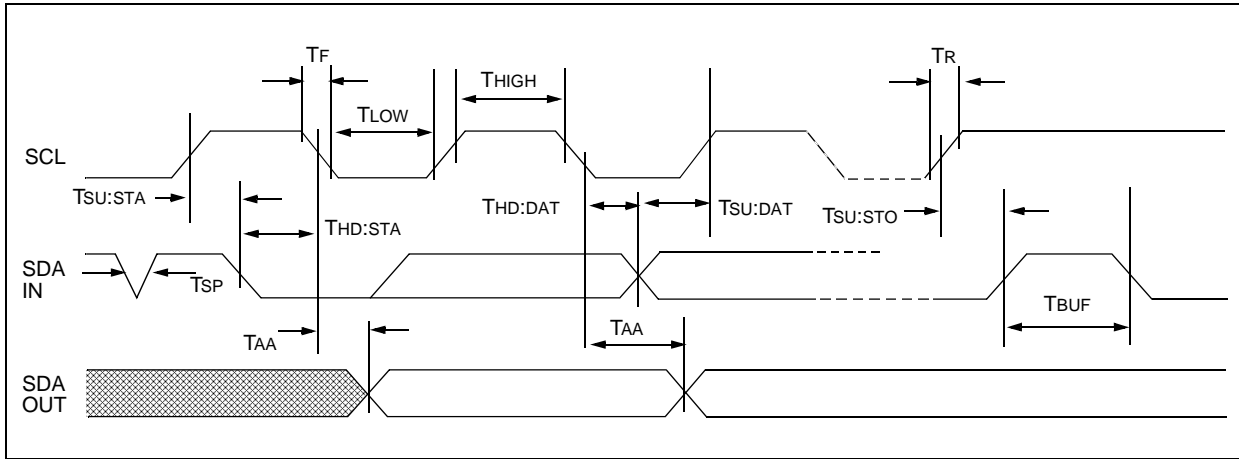 TF
TR
THIGH
TLOW
SCL
TSU:STA
THD:DAT
TSU:DAT
TSU:STO
THD:STA
SDA
IN
TSP
TBUF
TAA
TAA
SDA
OUT